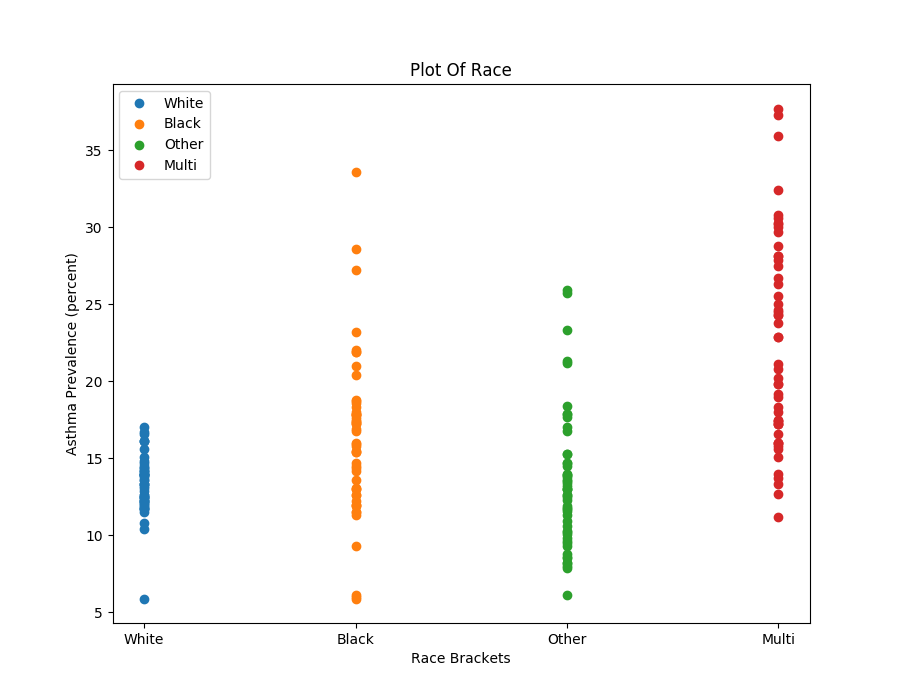 Plot Of Race
White
Black
Other
Multi
Asthma Prevalence (percent)
35
30
25
20
15
10
5
White Black Other Multi
Race Brackets